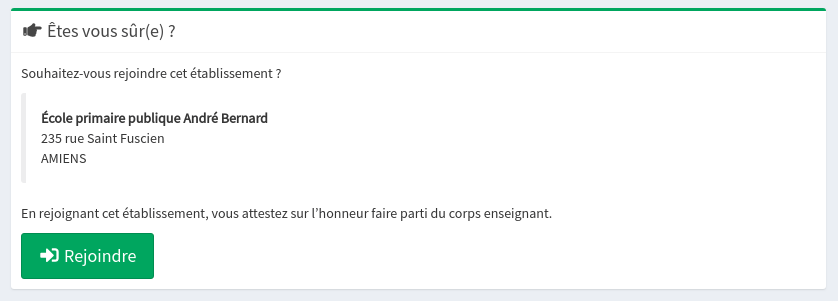 Êtes vous sûr(e) ?
Souhaitez-vous rejoindre cet établissement ?
École primaire publique André Bernard
235 rue Saint Fuscien
AMIENS
En rejoignant cet établissement, vous attestez sur l'honneur faire parti du corps enseignant.
Rejoindre